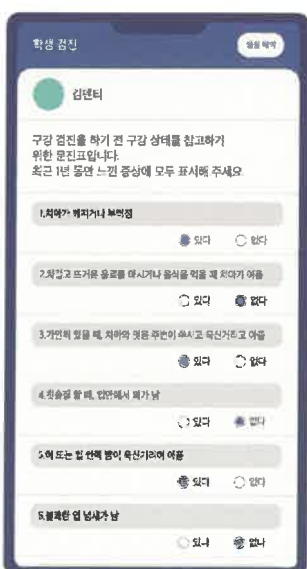 학생 검진
김덴티
구강 검진을 하기 전 구강 상태를 참고하기
위한 문진표입니다.
최근 1년 동안 느낀 증상에 모두 표시해 주세요.
1.치아가 깨지거나 부러짐
있다 없다
2.차갑고 뜨거운 음료를 마시거나 음식을 먹을 때 치아가 아픔
있다 없다
3.가만히 있을 때, 치아와 잇몸 주변이 쑤시고 욱신거리고 아픔
있다 없다
4.칫솔질 할 때, 입안에서 피가 남
있다 없다
5.혀 또는 입 안쪽 뺨이 욱신거리며 아픔
있다 없다
6.불쾌한 입 냄새가 남
있다 없다